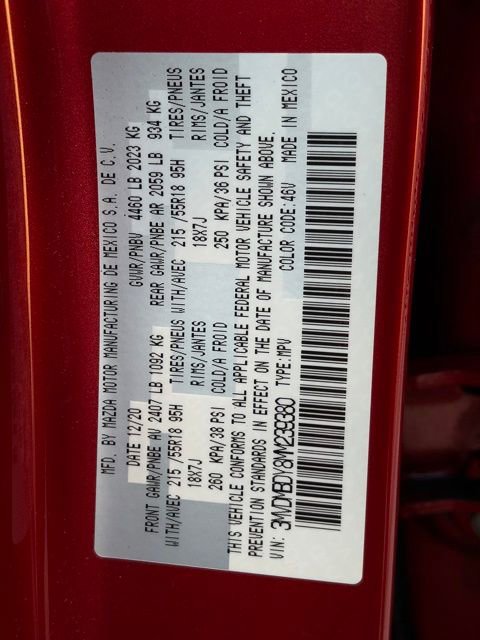 MFD. BY MAZDA MOTOR MANUFACTURING DE MEXICO S.A. DE C.V.
DATE 12/20 GVWR/PNBV 4460 LB 2023 KG
FRONT GAWR/PNBE AV 2407 LB 1092 KG REAR GAWR/PNBE AR 2059 LB 934 KG
WITH/AVEC 215 /55R18 95H TIRES/PNEUS WITH/AVEC 215 /55R18 95H TIRES/PNEUS
18X7J RIMS/JANTES 18X7J RIMS/JANTES
260 KPA/38 PSI COLD/A FROID 250 KPA/36 PSI COLD/A FROID
THIS VEHICLE CONFORMS TO ALL APPLICABLE FEDERAL MOTOR VEHICLE SAFETY AND THEFT
PREVENTION STANDARDS IN EFFECT ON THE DATE OF MANUFACTURE SHOWN ABOVE.
VIN: 3MVDMBDY8MM239380 TYPE:MPV COLOR CODE:46V MADE IN MEXICO